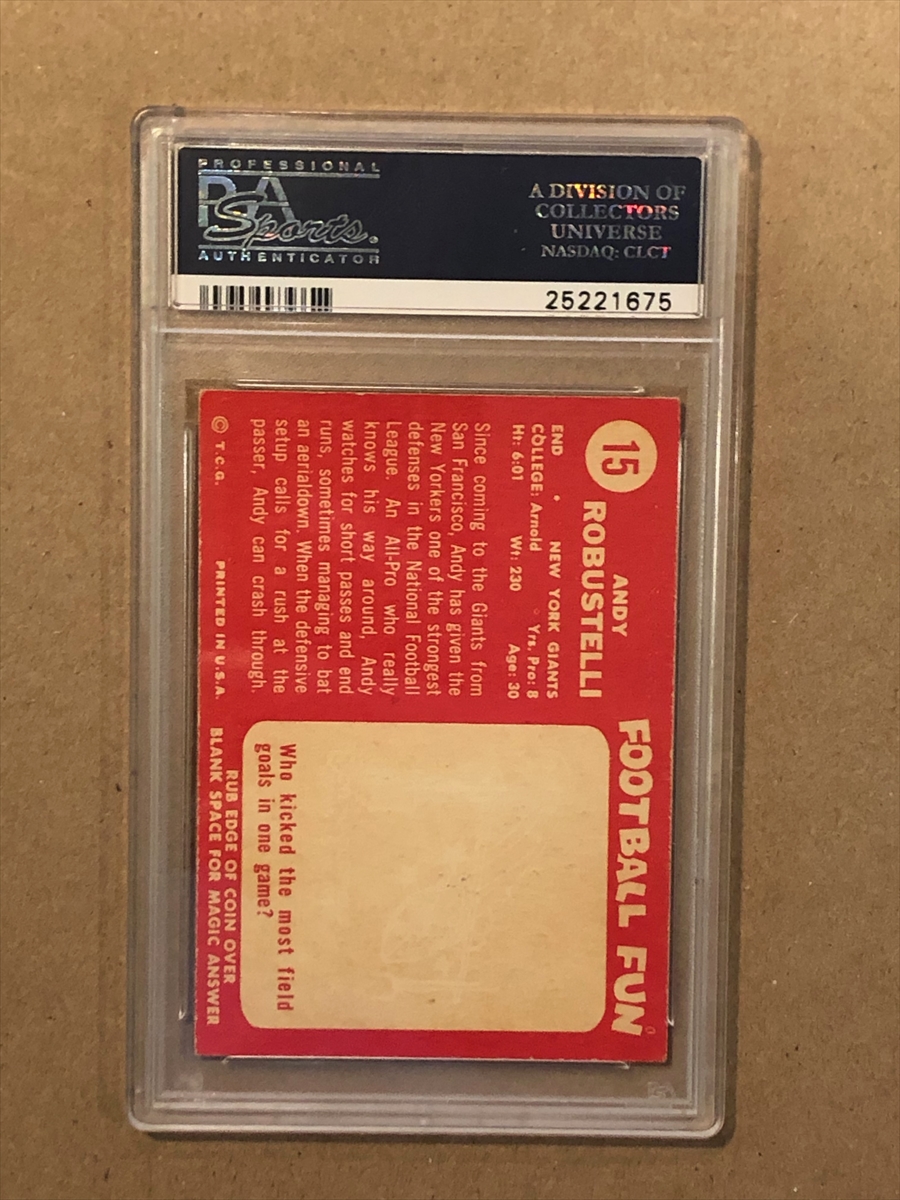 PROFESSIONAL
PSA
Sports.
AUTHENTICATOR
A DIVISION OF
COLLECTORS
UNIVERSE
NASDAQ: CLCT
25221675
15
ANDY
ROBUSTELLI
END • NEW YORK GIANTS
COLLEGE: Arnold Yrs. Pro: 8
Ht: 6:01 Wt: 230 Age: 30
Since coming to the Giants from
San Francisco, Andy has given the
New Yorkers one of the strongest
defenses in the National Football
League. An All-Pro who really
knows his way around, Andy
watches for short passes and end
runs, sometimes managing to bat
an aerialdown. When the defensive
setup calls for a rush at the
passer, Andy can crash through.
© T.C.G. PRINTED IN U.S.A.
FOOTBALL FUN
Who kicked the most field
goals in one game?
RUB EDGE OF COIN OVER
BLANK SPACE FOR MAGIC ANSWER